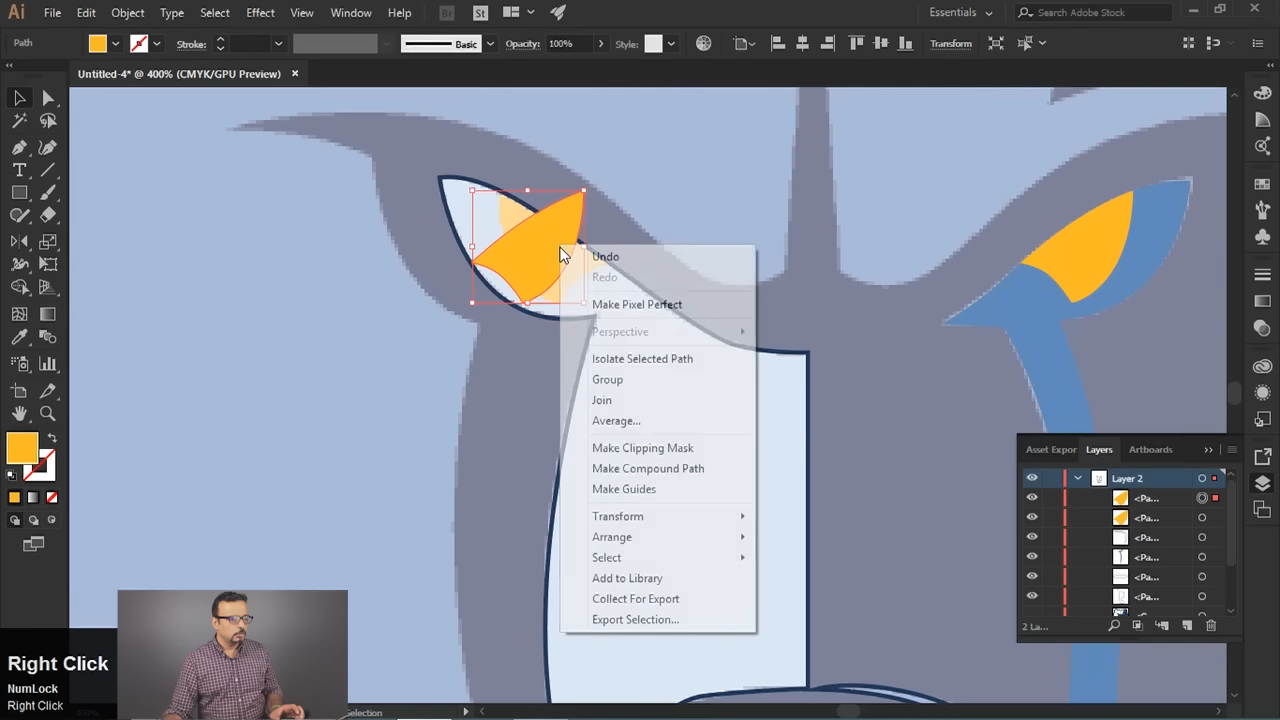 Ai File Edit Object Type Select Effect View Window Help Br St Essentials Search Adobe Stock
Path Stroke: Basic Opacity: 100% Style: Transform
Untitled-4* @ 400% (CMYK/GPU Preview) ×
Undo
Redo
Make Pixel Perfect
Perspective
Isolate Selected Path
Group
Join
Average...
Make Clipping Mask
Make Compound Path
Make Guides
Transform
Arrange
Select
Add to Library
Collect For Export
Export Selection...
Asset Expor Layers Artboards
Layer 2
<Pa...
<Pa...
<Pa...
<Pa...
<Pa...
<Pa...
2 La...
Right Click
NumLock
Right Click
Selection